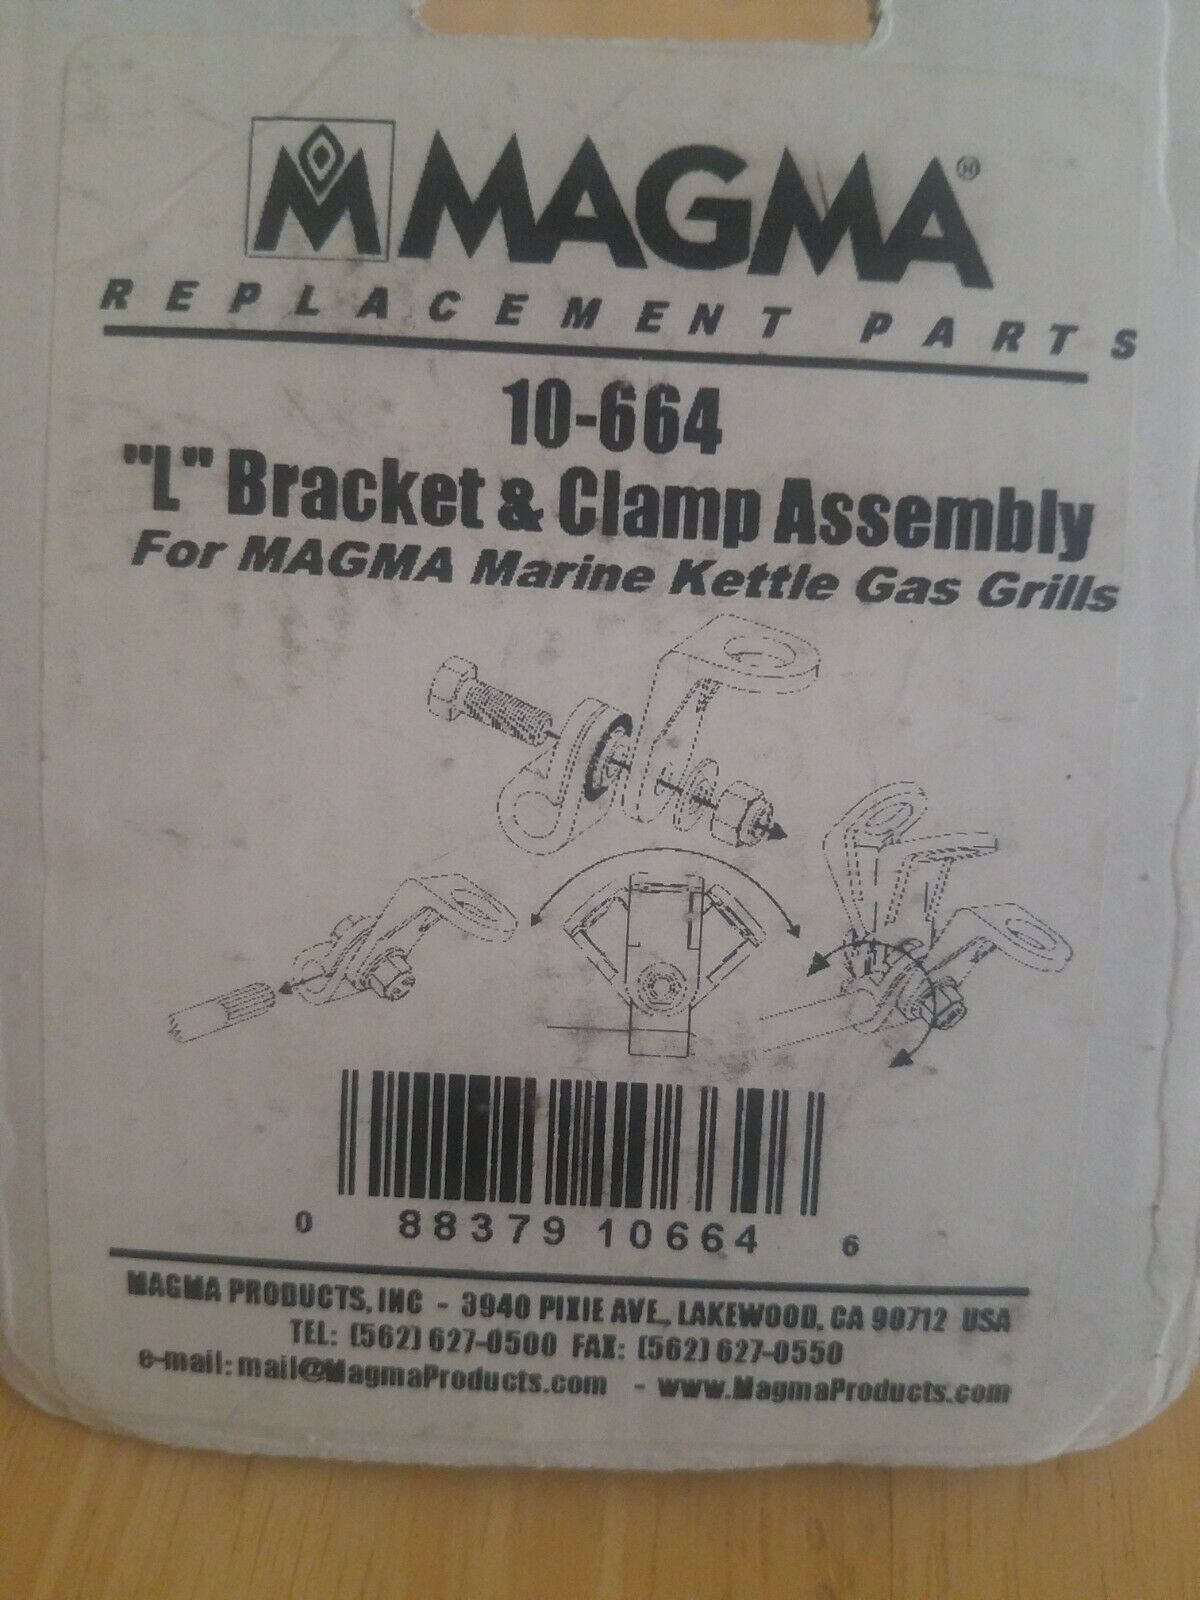 MAGMA®
REPLACEMENT PARTS
10-664
"L" Bracket & Clamp Assembly
For MAGMA Marine Kettle Gas Grills
0 88379 10664 6
MAGMA PRODUCTS, INC - 3940 PIXIE AVE., LAKEWOOD, CA 90712 USA
TEL: (562) 627-0500 FAX: (562) 627-0550
e-mail: mail@MagmaProducts.com - www.MagmaProducts.com